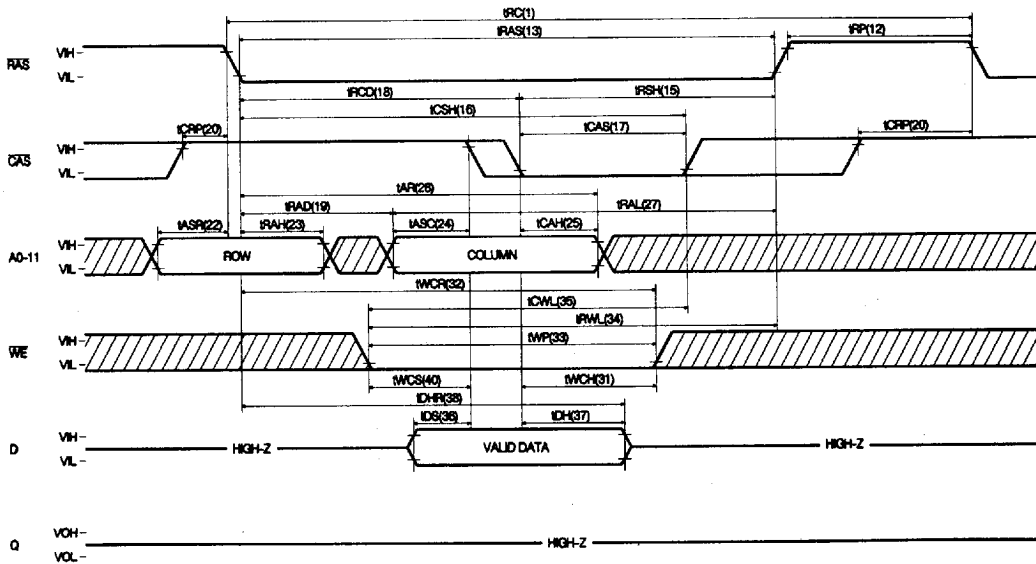 tRC(1)
tRAS(13)
tRP(12)
RAS
VIH
VIL
tRCD(18)
tRSH(15)
tCSH(16)
tCRP(20)
tCAS(17)
tCRP(20)
CAS
VIH
VIL
tAR(26)
tRAD(19)
tRAL(27)
tASR(22)
tRAH(23)
tASC(24)
tCAH(25)
A0-11
VIH
VIL
ROW
COLUMN
tWCR(32)
tCWL(35)
tRWL(34)
tWP(33)
WE
VIH
VIL
tWCS(40)
tWCH(31)
tDHR(38)
tDS(36)
tDH(37)
D
VIH
VIL
HIGH-Z
VALID DATA
HIGH-Z
Q
VOH
VOL
HIGH-Z